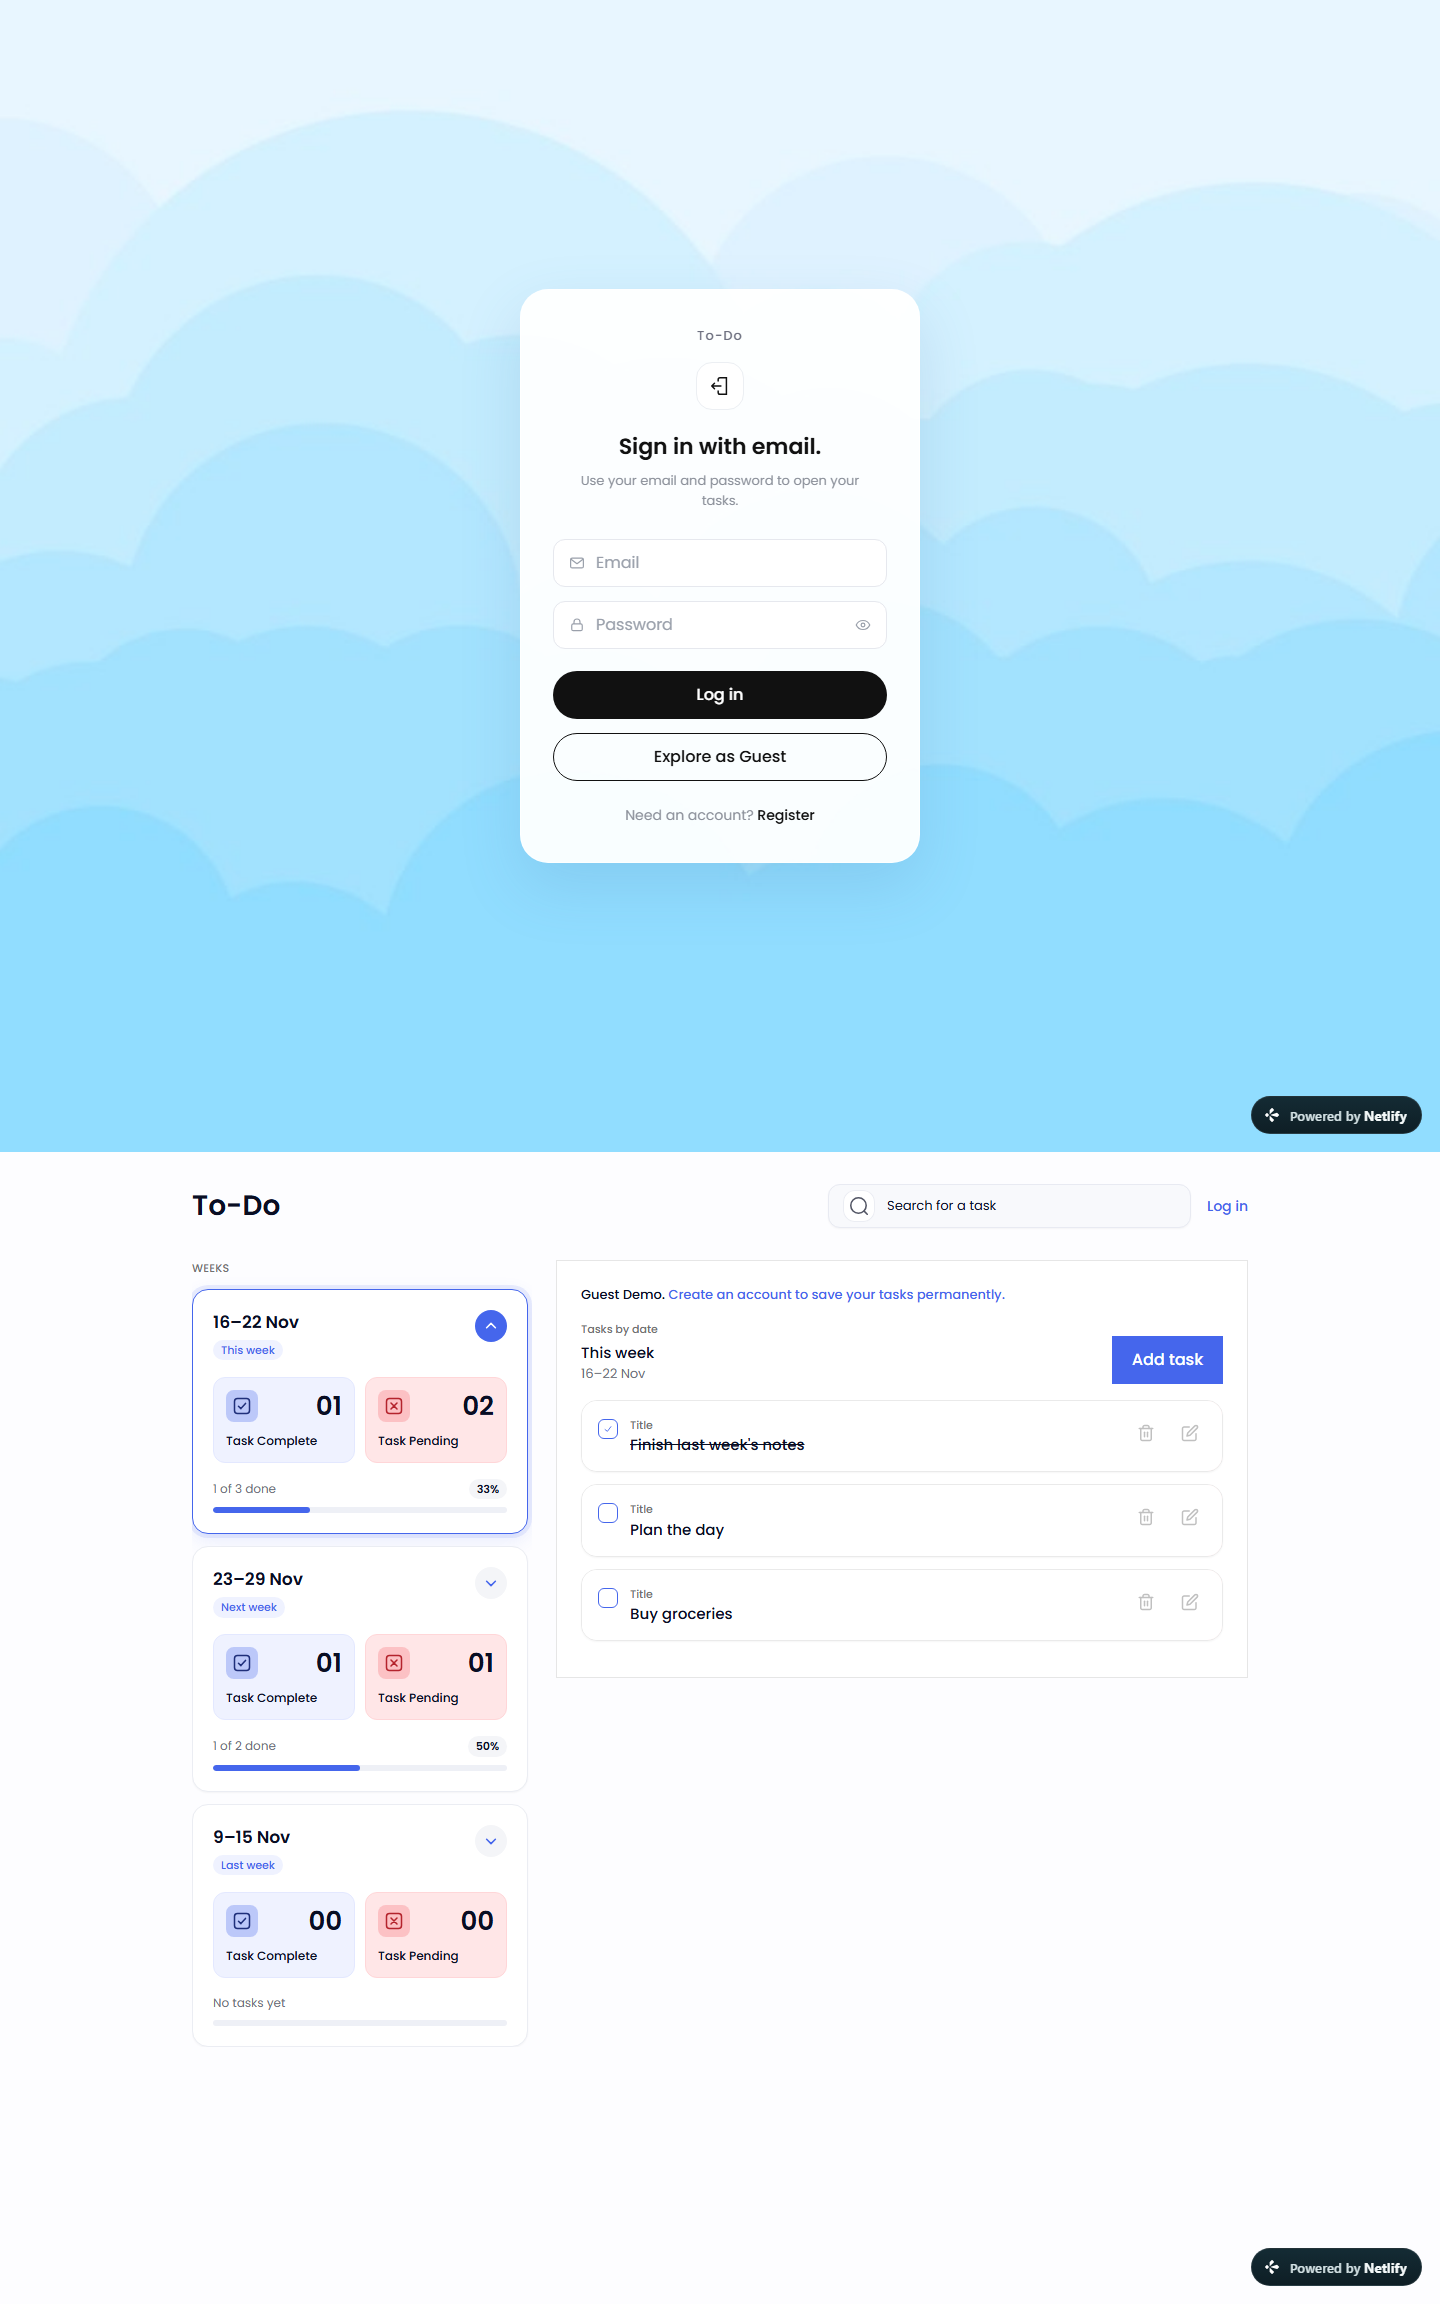 To-Do
Sign in with email.
Use your email and password to open your
tasks.
Email
Password
Log in
Explore as Guest
Need an account? Register
Powered by Netlify
To-Do
Search for a task
Log in
WEEKS
16–22 Nov
This week
01
Task Complete
02
Task Pending
1 of 3 done
33%
23–29 Nov
Next week
01
Task Complete
01
Task Pending
1 of 2 done
50%
9–15 Nov
Last week
00
Task Complete
00
Task Pending
No tasks yet
Guest Demo. Create an account to save your tasks permanently.
Tasks by date
This week
16–22 Nov
Add task
Title
Finish last week's notes
Title
Plan the day
Title
Buy groceries
Powered by Netlify